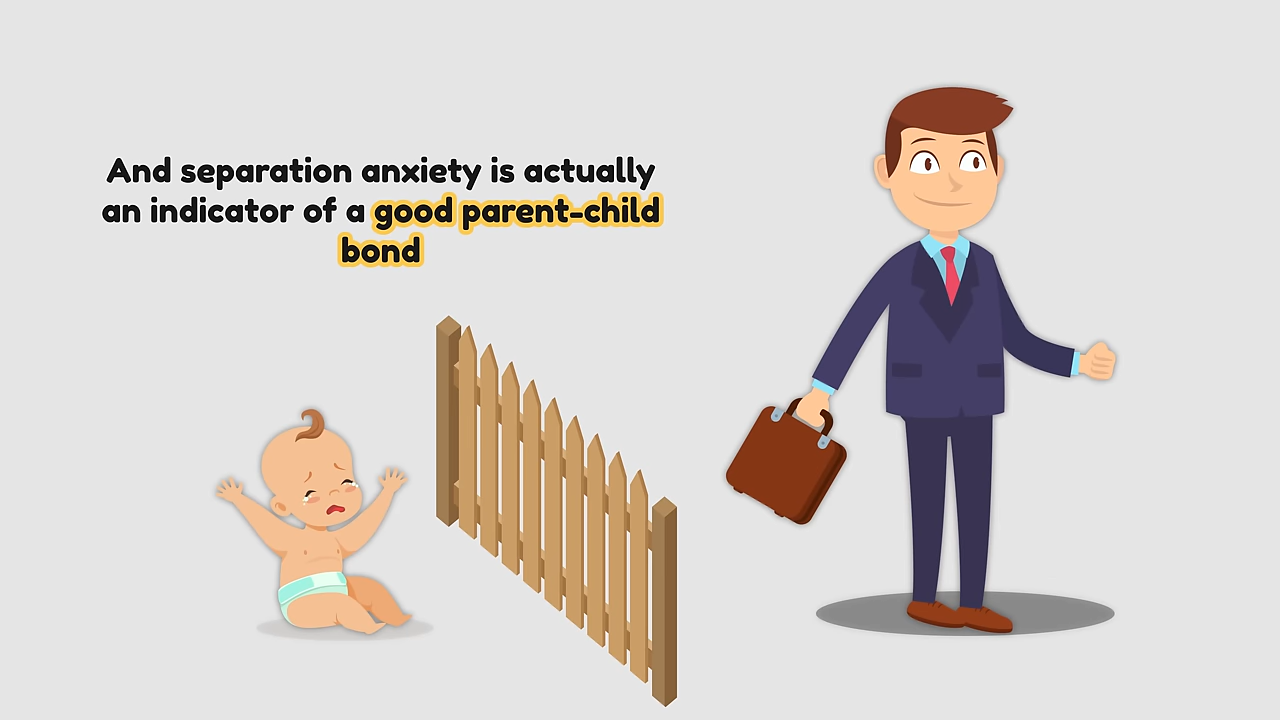 And separation anxiety is actually
an indicator of a good parent-child
bond